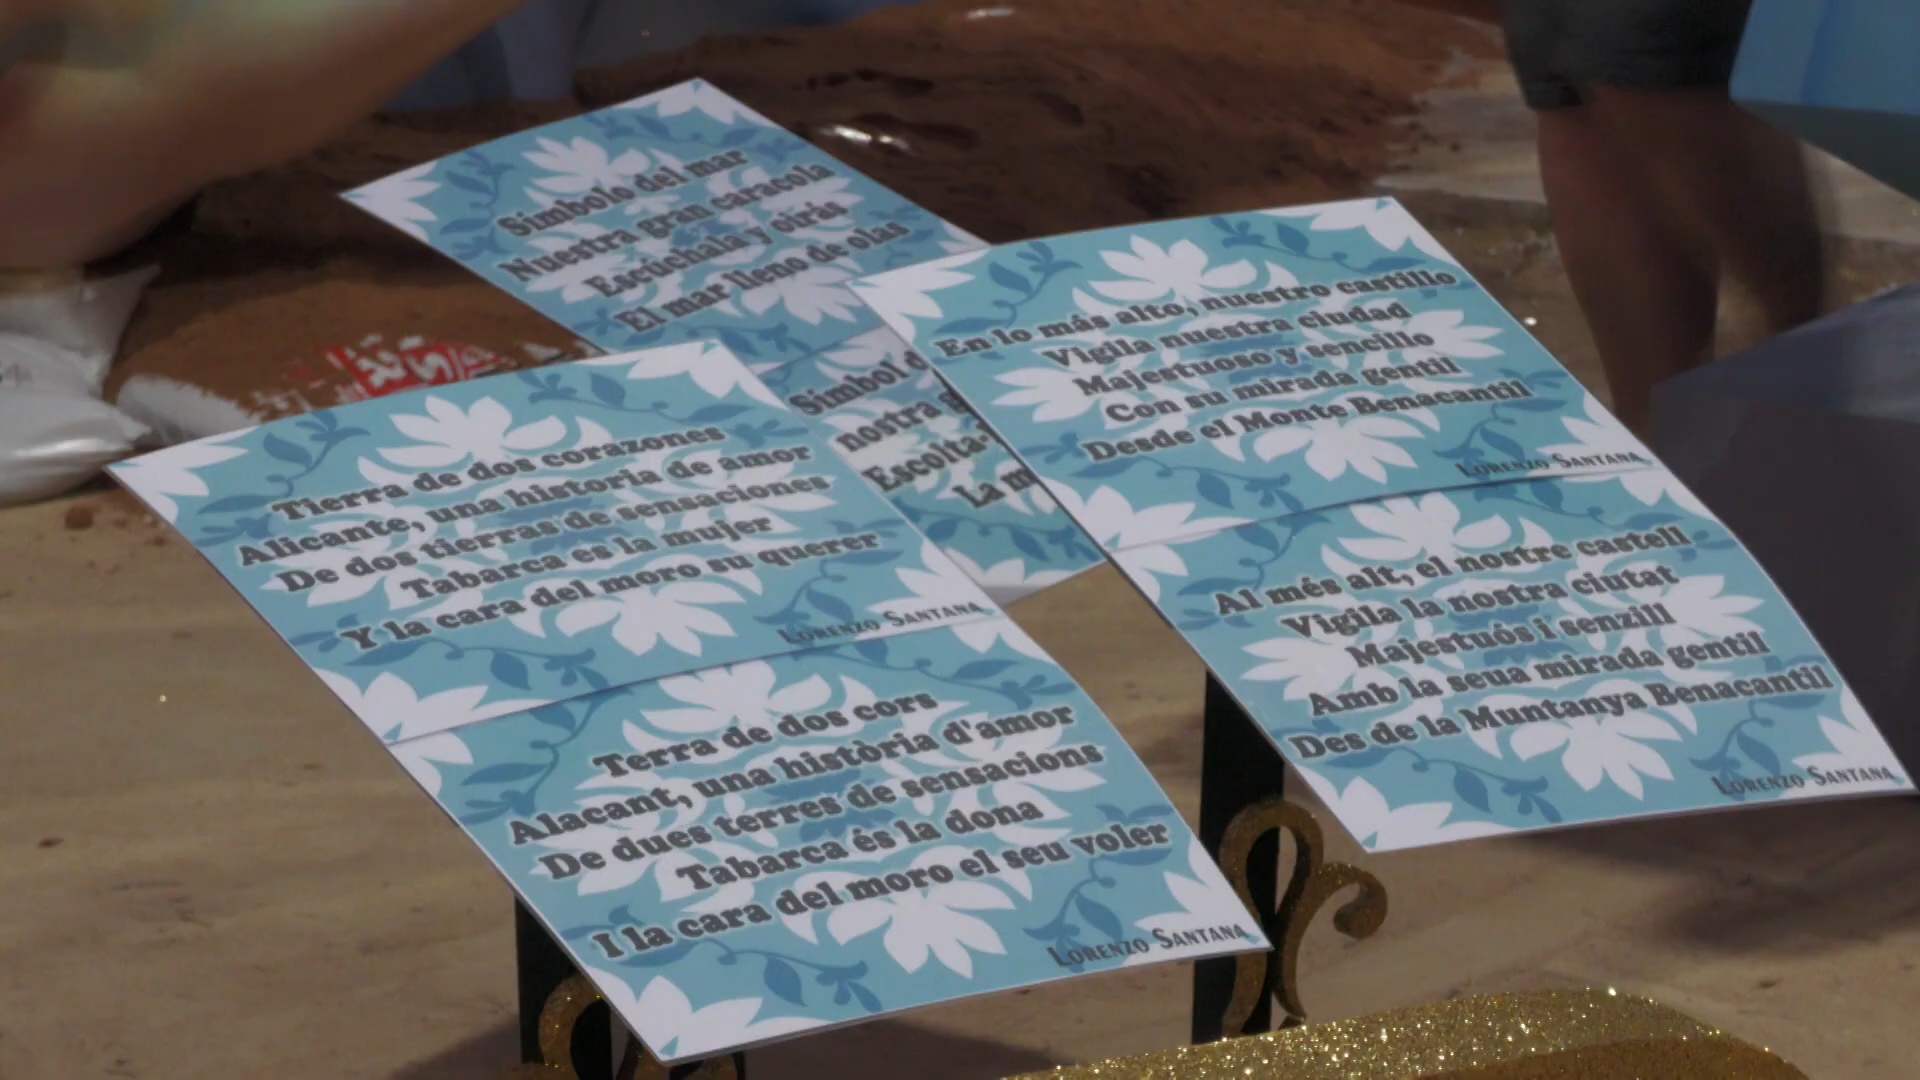 Símbolo del mar
Nuestra gran caracola
Escúchala y oirás
El mar lleno de olas
Símbol
nostra
La
En lo más alto, nuestro castillo
Vigila nuestra ciudad
Majestuoso y sencillo
Con su mirada gentil
Desde el Monte Benacantil
Lorenzo Santana
Al més alt, el nostre castell
Vigila la nostra ciutat
Majestuós i senzill
Amb la seua mirada gentil
Des de la Muntanya Benacantil
Lorenzo Santana
Tierra de dos corazones
Alicante, una historia de amor
De dos tierras de sensaciones
Tabarca es la mujer
Y la cara del moro su querer
Lorenzo Santana
Terra de dos cors
Alacant, una història d'amor
De dues terres de sensacions
Tabarca és la dona
I la cara del moro el seu voler
Lorenzo Santana